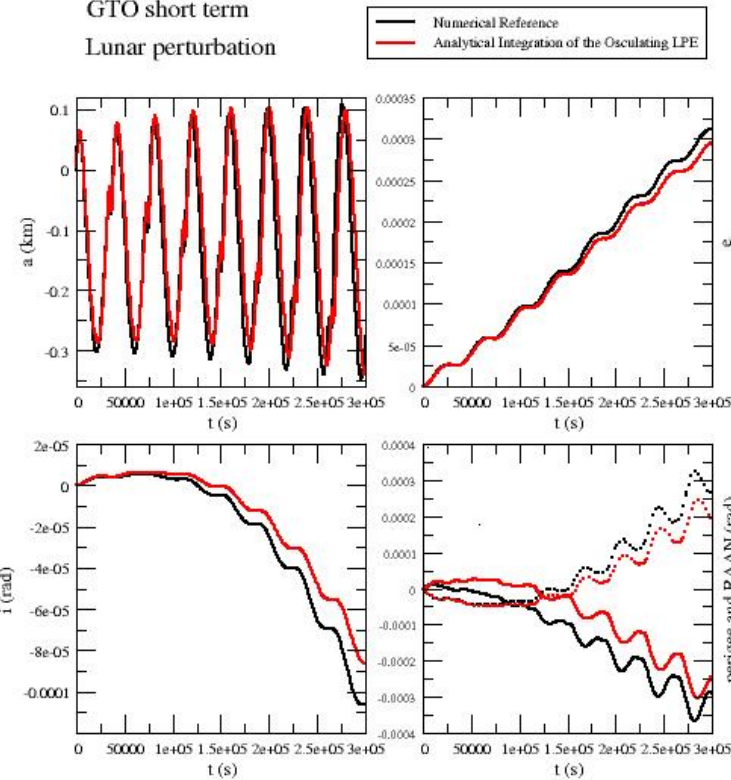 GTO short term
Lunar perturbation
Numerical Reference
Analytical Integration of the Osculating LPE
0.1
0
-0.1
-0.2
-0.3
a (km)
0 50000 1e+05 1.5e+05 2e+05 2.5e+05 3e+05
t (s)
0.00035
0.0003
0.00025
0.0002
0.00015
0.0001
5e-05
0
e
0 50000 1e+05 1.5e+05 2e+05 2.5e+05 3e+05
t (s)
2e-05
0
-2e-05
-4e-05
-6e-05
-8e-05
-0.0001
i (rad)
0 50000 1e+05 1.5e+05 2e+05 2.5e+05 3e+05
t (s)
0.0004
0.0003
0.0002
0.0001
0
-0.0001
-0.0002
-0.0003
-0.0004
perigee and RAAN (rad)
0 50000 1e+05 1.5e+05 2e+05 2.5e+05 3e+05
t (s)